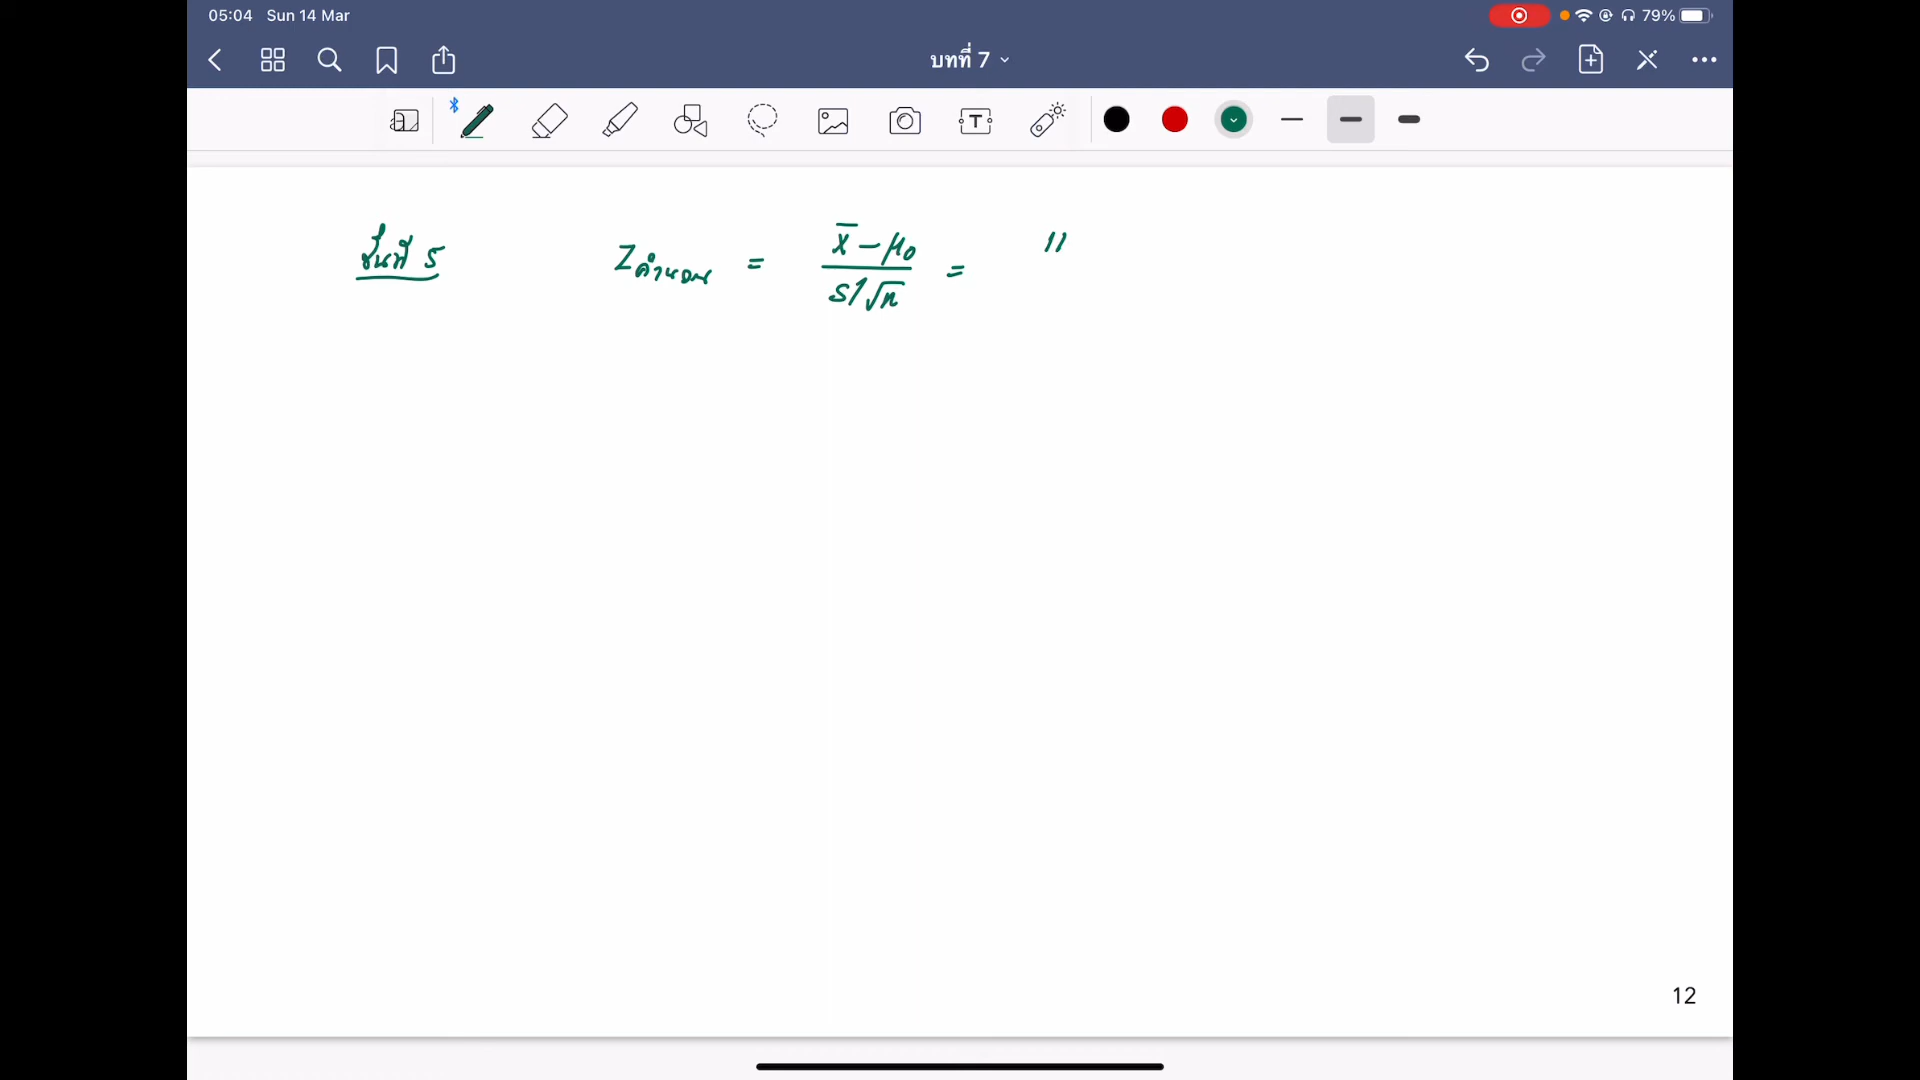 05:04 Sun 14 Mar 79%
บทที่ 7
ขั้นที่ 5 Zคำนวณ = x̄ − μ₀ / s/√n = 11
12